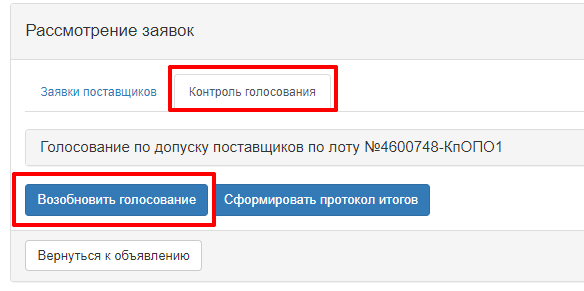 Рассмотрение заявок
Заявки поставщиков Контроль голосования
Голосование по допуску поставщиков по лоту №4600748-КпОПО1
Возобновить голосование Сформировать протокол итогов
Вернуться к объявлению